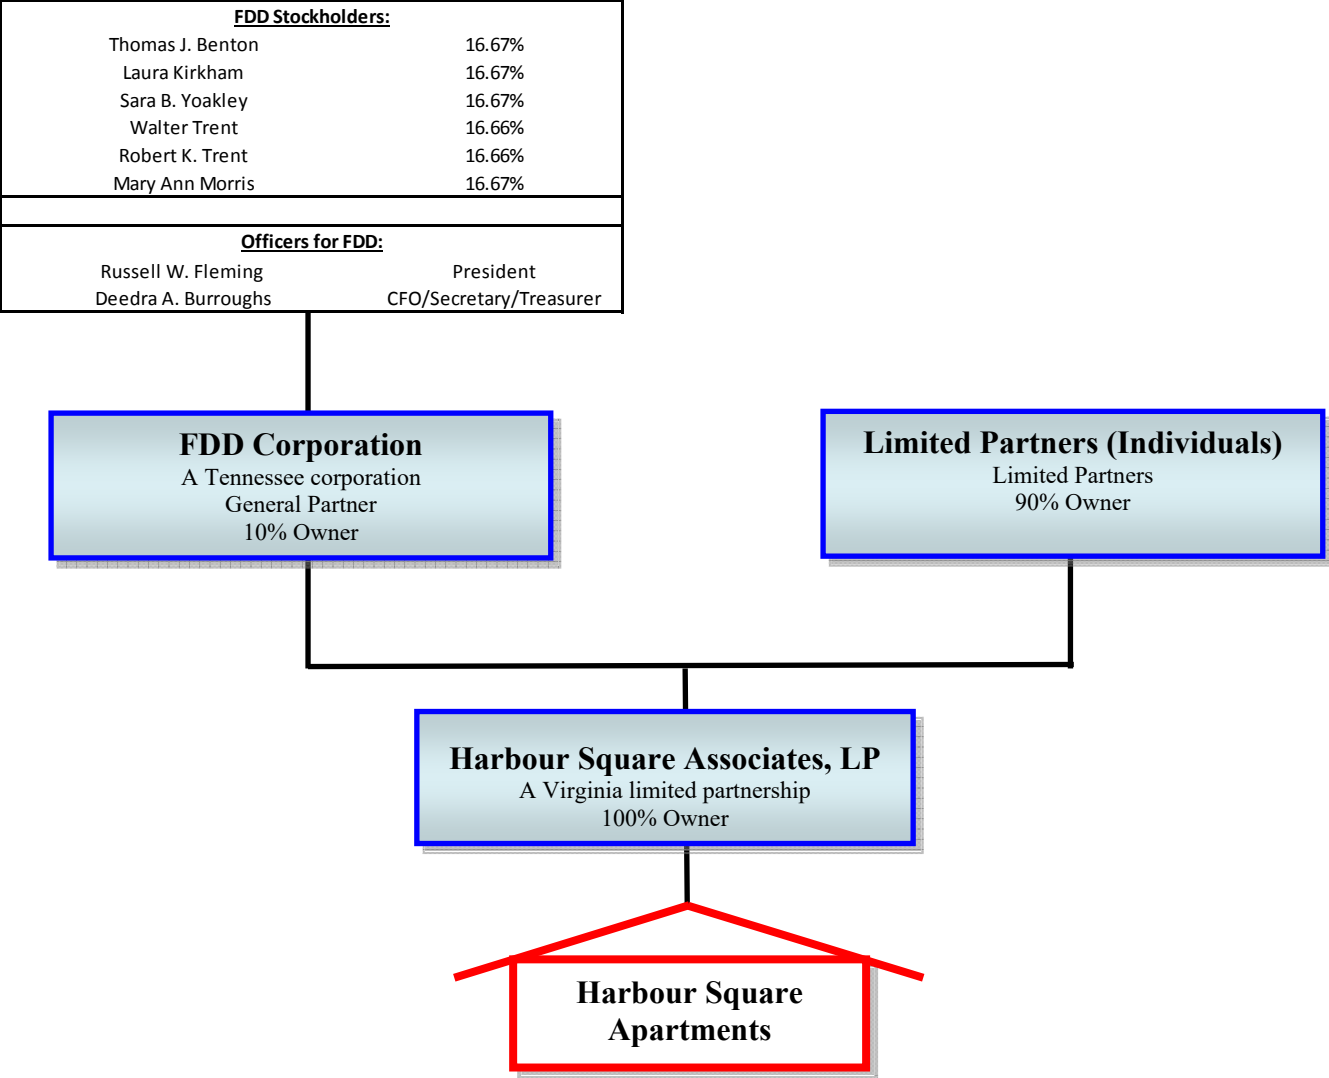 FDD Stockholders:
Thomas J. Benton 16.67%
Laura Kirkham 16.67%
Sara B. Yoakley 16.67%
Walter Trent 16.66%
Robert K. Trent 16.66%
Mary Ann Morris 16.67%
Officers for FDD:
Russell W. Fleming President
Deedra A. Burroughs CFO/Secretary/Treasurer
FDD Corporation
A Tennessee corporation
General Partner
10% Owner
Limited Partners (Individuals)
Limited Partners
90% Owner
Harbour Square Associates, LP
A Virginia limited partnership
100% Owner
Harbour Square
Apartments